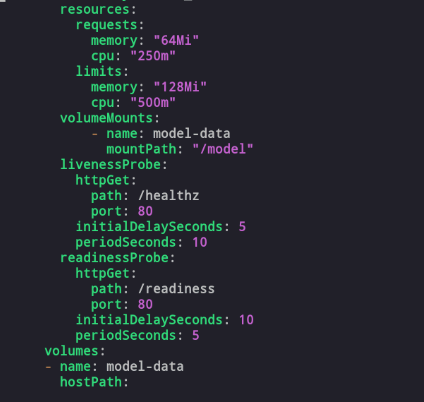 resources:
  requests:
    memory: "64Mi"
    cpu: "250m"
  limits:
    memory: "128Mi"
    cpu: "500m"
volumeMounts:
    - name: model-data
      mountPath: "/model"
livenessProbe:
  httpGet:
    path: /healthz
    port: 80
  initialDelaySeconds: 5
  periodSeconds: 10
readinessProbe:
  httpGet:
    path: /readiness
    port: 80
  initialDelaySeconds: 10
  periodSeconds: 5
volumes:
- name: model-data
  hostPath: